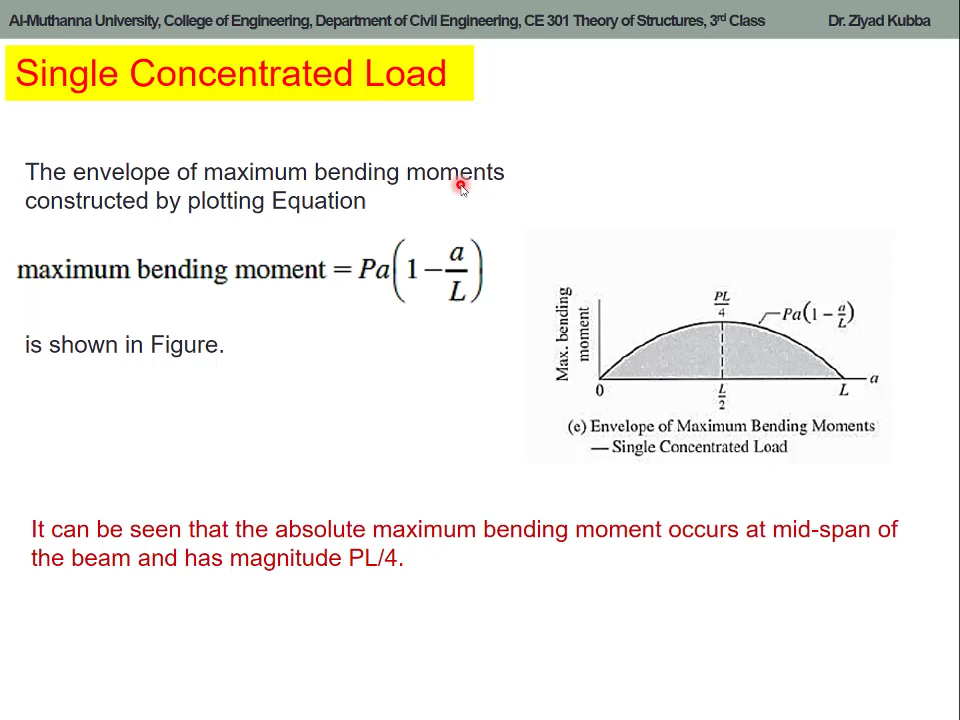 Al-Muthanna University, College of Engineering, Department of Civil Engineering, CE 301 Theory of Structures, 3rd Class Dr. Ziyad Kubba
Single Concentrated Load
The envelope of maximum bending moments
constructed by plotting Equation
maximum bending moment = Pa(1 − a/L)
is shown in Figure.
Max. bending
moment
PL/4
Pa(1 − a/L)
0
L/2
L
a
(e) Envelope of Maximum Bending Moments
— Single Concentrated Load
It can be seen that the absolute maximum bending moment occurs at mid-span of
the beam and has magnitude PL/4.